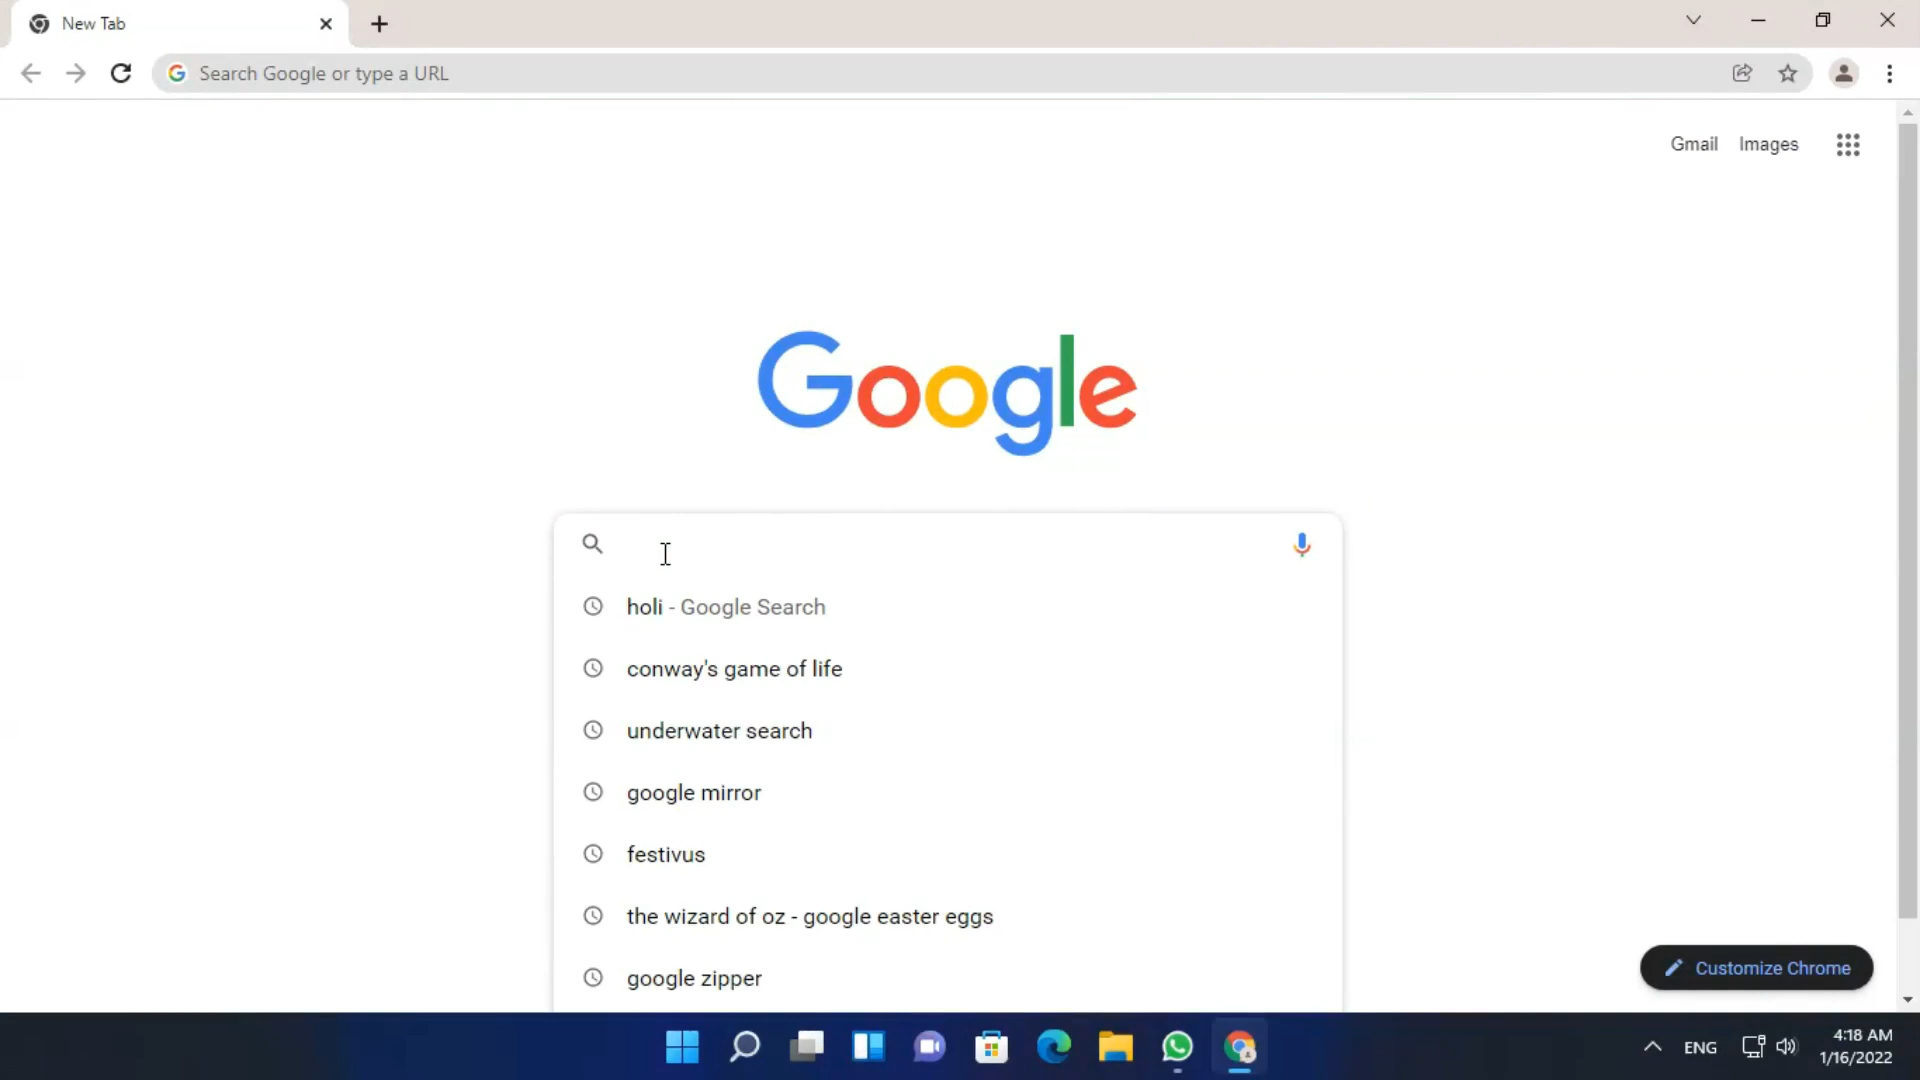 New Tab
Search Google or type a URL
Gmail Images
Google
holi - Google Search
conway's game of life
underwater search
google mirror
festivus
the wizard of oz - google easter eggs
google zipper
Customize Chrome
ENG
4:18 AM
1/16/2022